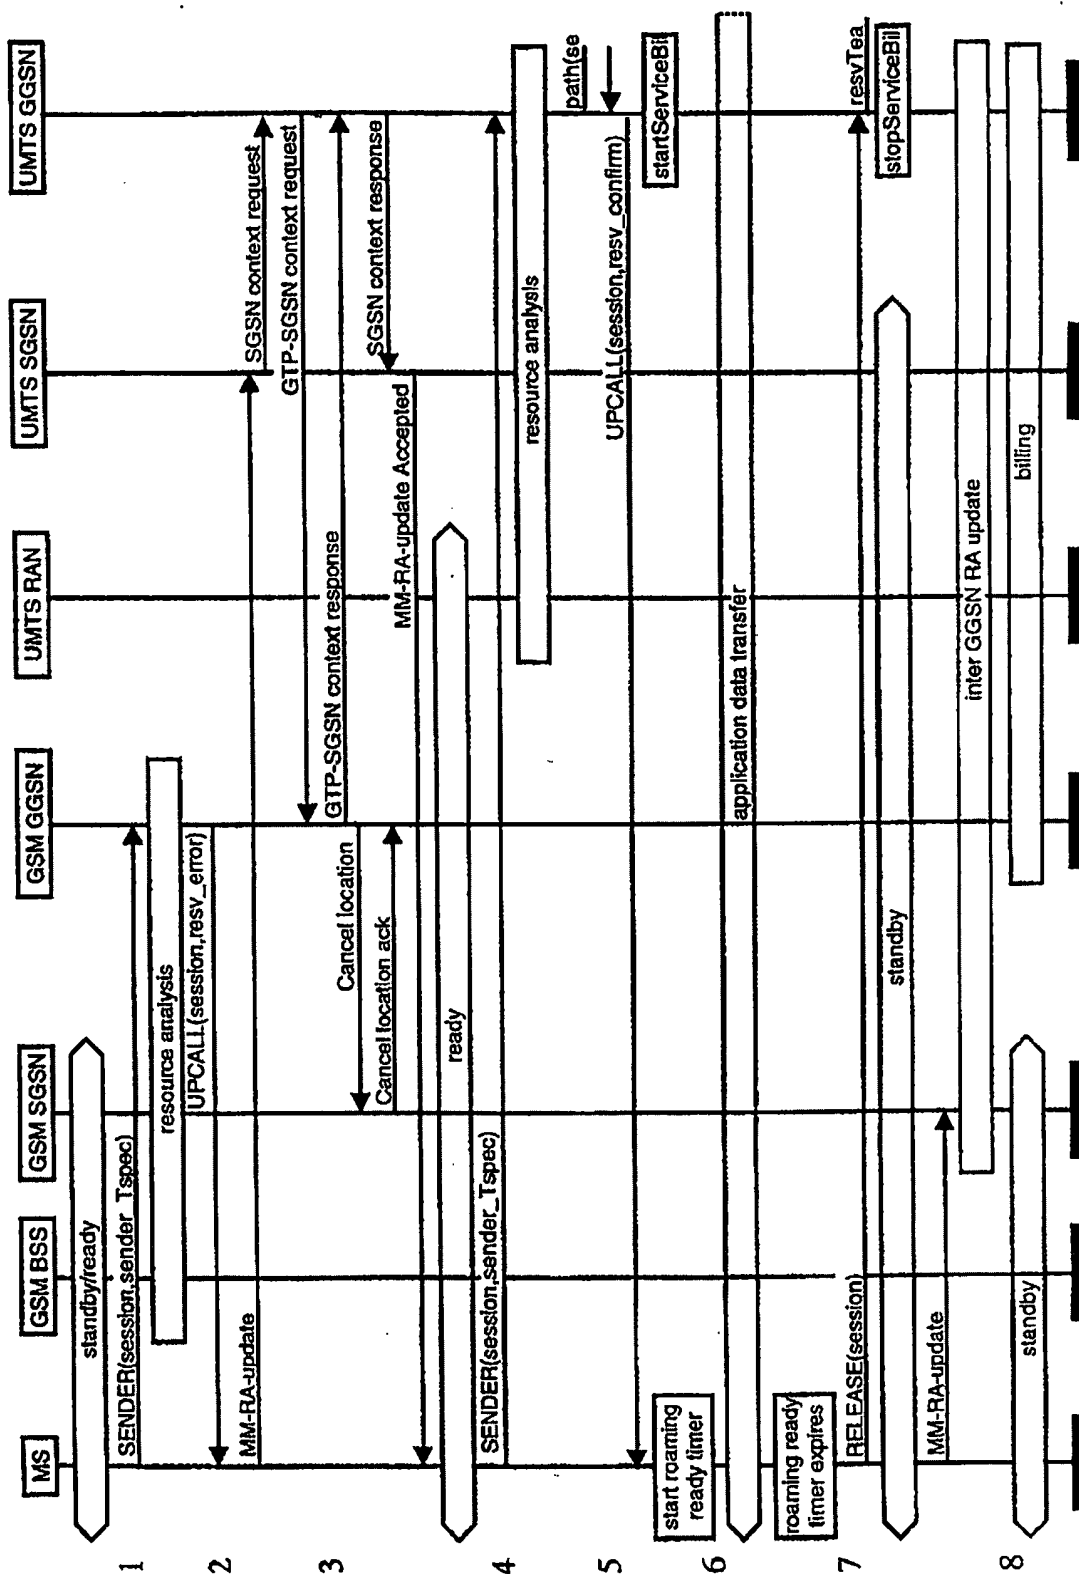 MS
GSM BSS
GSM SGSN
GSM GGSN
UMTS RAN
UMTS SGSN
UMTS GGSN
standby/ready
1
SENDER(session,sender_Tspec)
resource analysis
2
UPCALL(session,resv_error)
MM-RA-update
SGSN context request
GTP-SGSN context request
3
GTP-SGSN context response
Cancel location
SGSN context response
Cancel location ack
MM-RA-update Accepted
ready
4
SENDER(session,sender_Tspec)
resource analysis
path(se
5
UPCALL(session,resv_confirm)
start roaming
ready timer
startServiceBil
6
application data transfer
roaming ready
timer expires
7
RELEASE(session)
resvTea
standby
stopServiceBill
MM-RA-update
inter GGSN RA update
8
standby
billing